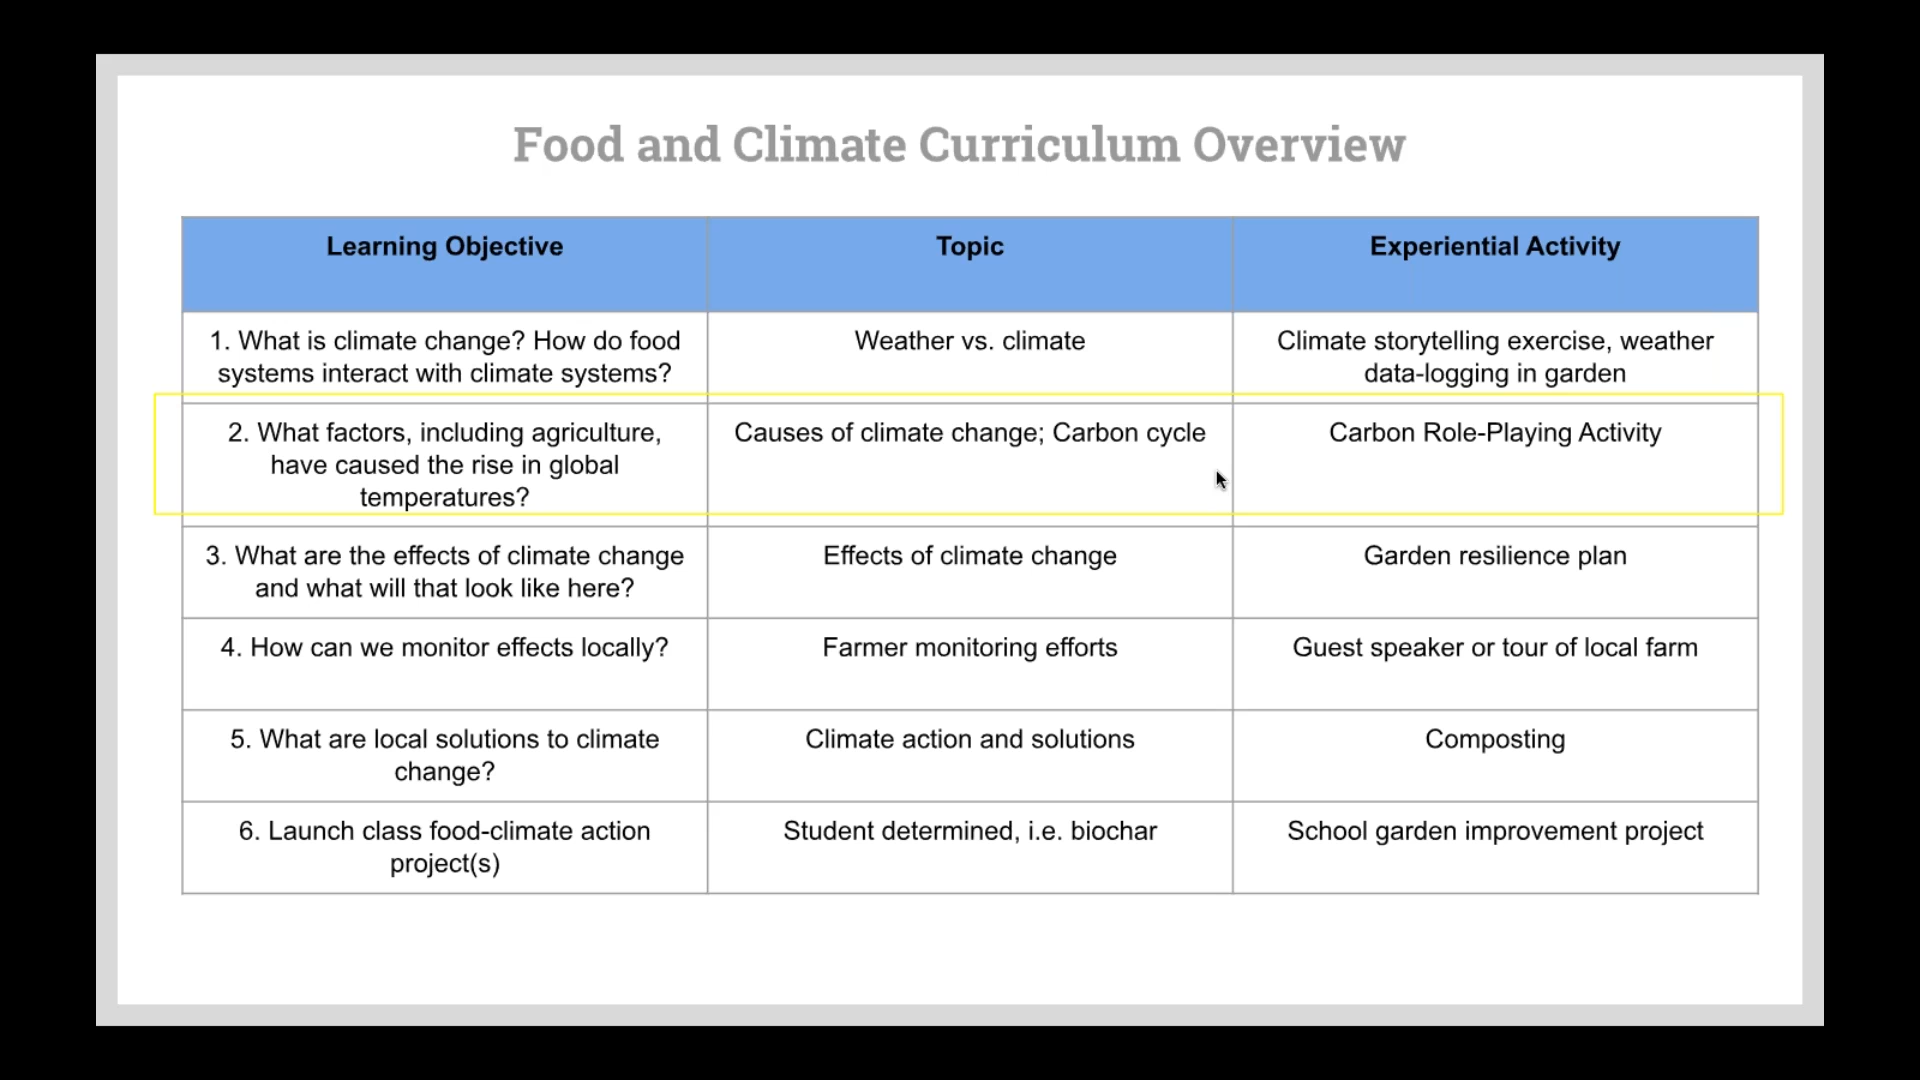 Food and Climate Curriculum Overview
Learning Objective
Topic
Experiential Activity
1. What is climate change? How do food
systems interact with climate systems?
Weather vs. climate
Climate storytelling exercise, weather
data-logging in garden
2. What factors, including agriculture,
have caused the rise in global
temperatures?
Causes of climate change; Carbon cycle
Carbon Role-Playing Activity
3. What are the effects of climate change
and what will that look like here?
Effects of climate change
Garden resilience plan
4. How can we monitor effects locally?
Farmer monitoring efforts
Guest speaker or tour of local farm
5. What are local solutions to climate
change?
Climate action and solutions
Composting
6. Launch class food-climate action
project(s)
Student determined, i.e. biochar
School garden improvement project